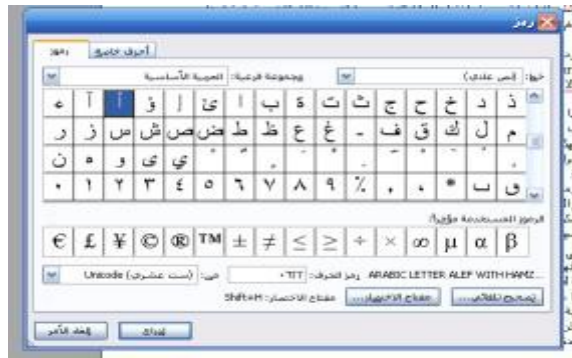 رمز
رموز أحرف خاصة
خط: (نص عادي) مجموعة فرعية: العربية الأساسية
ء آ أ ؤ إ ئ ا ب ة ت ث ج ح خ د ذ
ر ز س ش ص ض ط ظ ع غ ـ ف ق ك ل م
ن ه و ى ي
٠ ١ ٢ ٣ ٤ ٥ ٦ ٧ ٨ ٩ ٪
الرموز المستخدمة مؤخراً:
€ £ ¥ © ® ™ ± ≠ ≤ ≥ ÷ × ∞ µ α β
ARABIC LETTER ALEF WITH HAMZ... رمز الحرف: من: Unicode (ست عشري)
تصحيح تلقائي... مفتاح الاختصار... مفتاح الاختصار: Shift+H
إدراج إلغاء الأمر